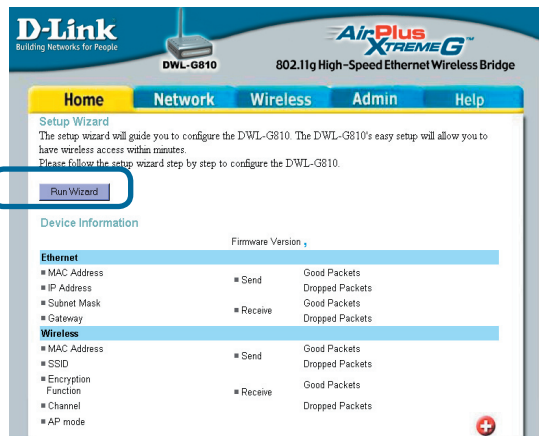 D-Link
Building Networks for People
DWL-G810
AirPlus
XTREME G™
802.11g High-Speed Ethernet Wireless Bridge
Home Network Wireless Admin Help
Setup Wizard
The setup wizard will guide you to configure the DWL-G810. The DWL-G810's easy setup will allow you to
have wireless access within minutes.
Please follow the setup wizard step by step to configure the DWL-G810.
Run Wizard
Device Information
Firmware Version ,
Ethernet
MAC Address
Send
Good Packets
IP Address
Dropped Packets
Subnet Mask
Receive
Good Packets
Gateway
Dropped Packets
Wireless
MAC Address
Send
Good Packets
SSID
Dropped Packets
Encryption
Function
Receive
Good Packets
Channel
Dropped Packets
AP mode